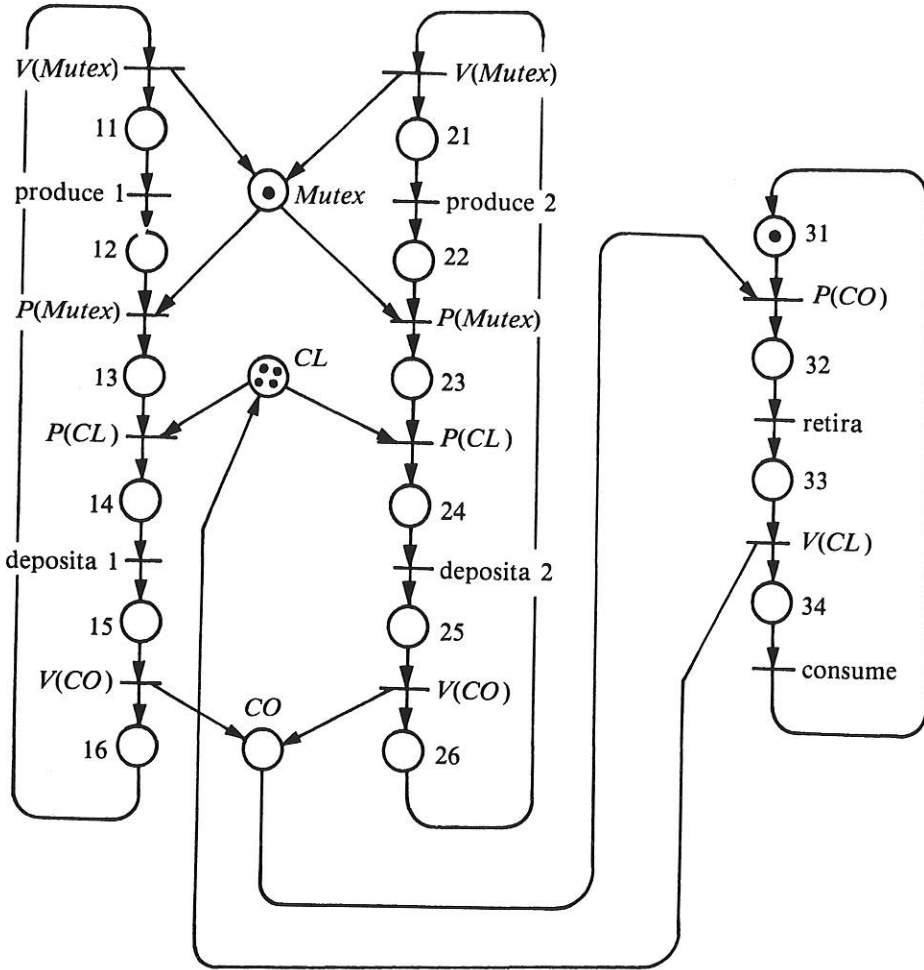 V(Mutex)
11
produce 1
12
P(Mutex)
13
P(CL)
14
deposita 1
15
V(CO)
16
Mutex
CL
CO
V(Mutex)
21
produce 2
22
P(Mutex)
23
P(CL)
24
deposita 2
25
V(CO)
26
31
P(CO)
32
retira
33
V(CL)
34
consume